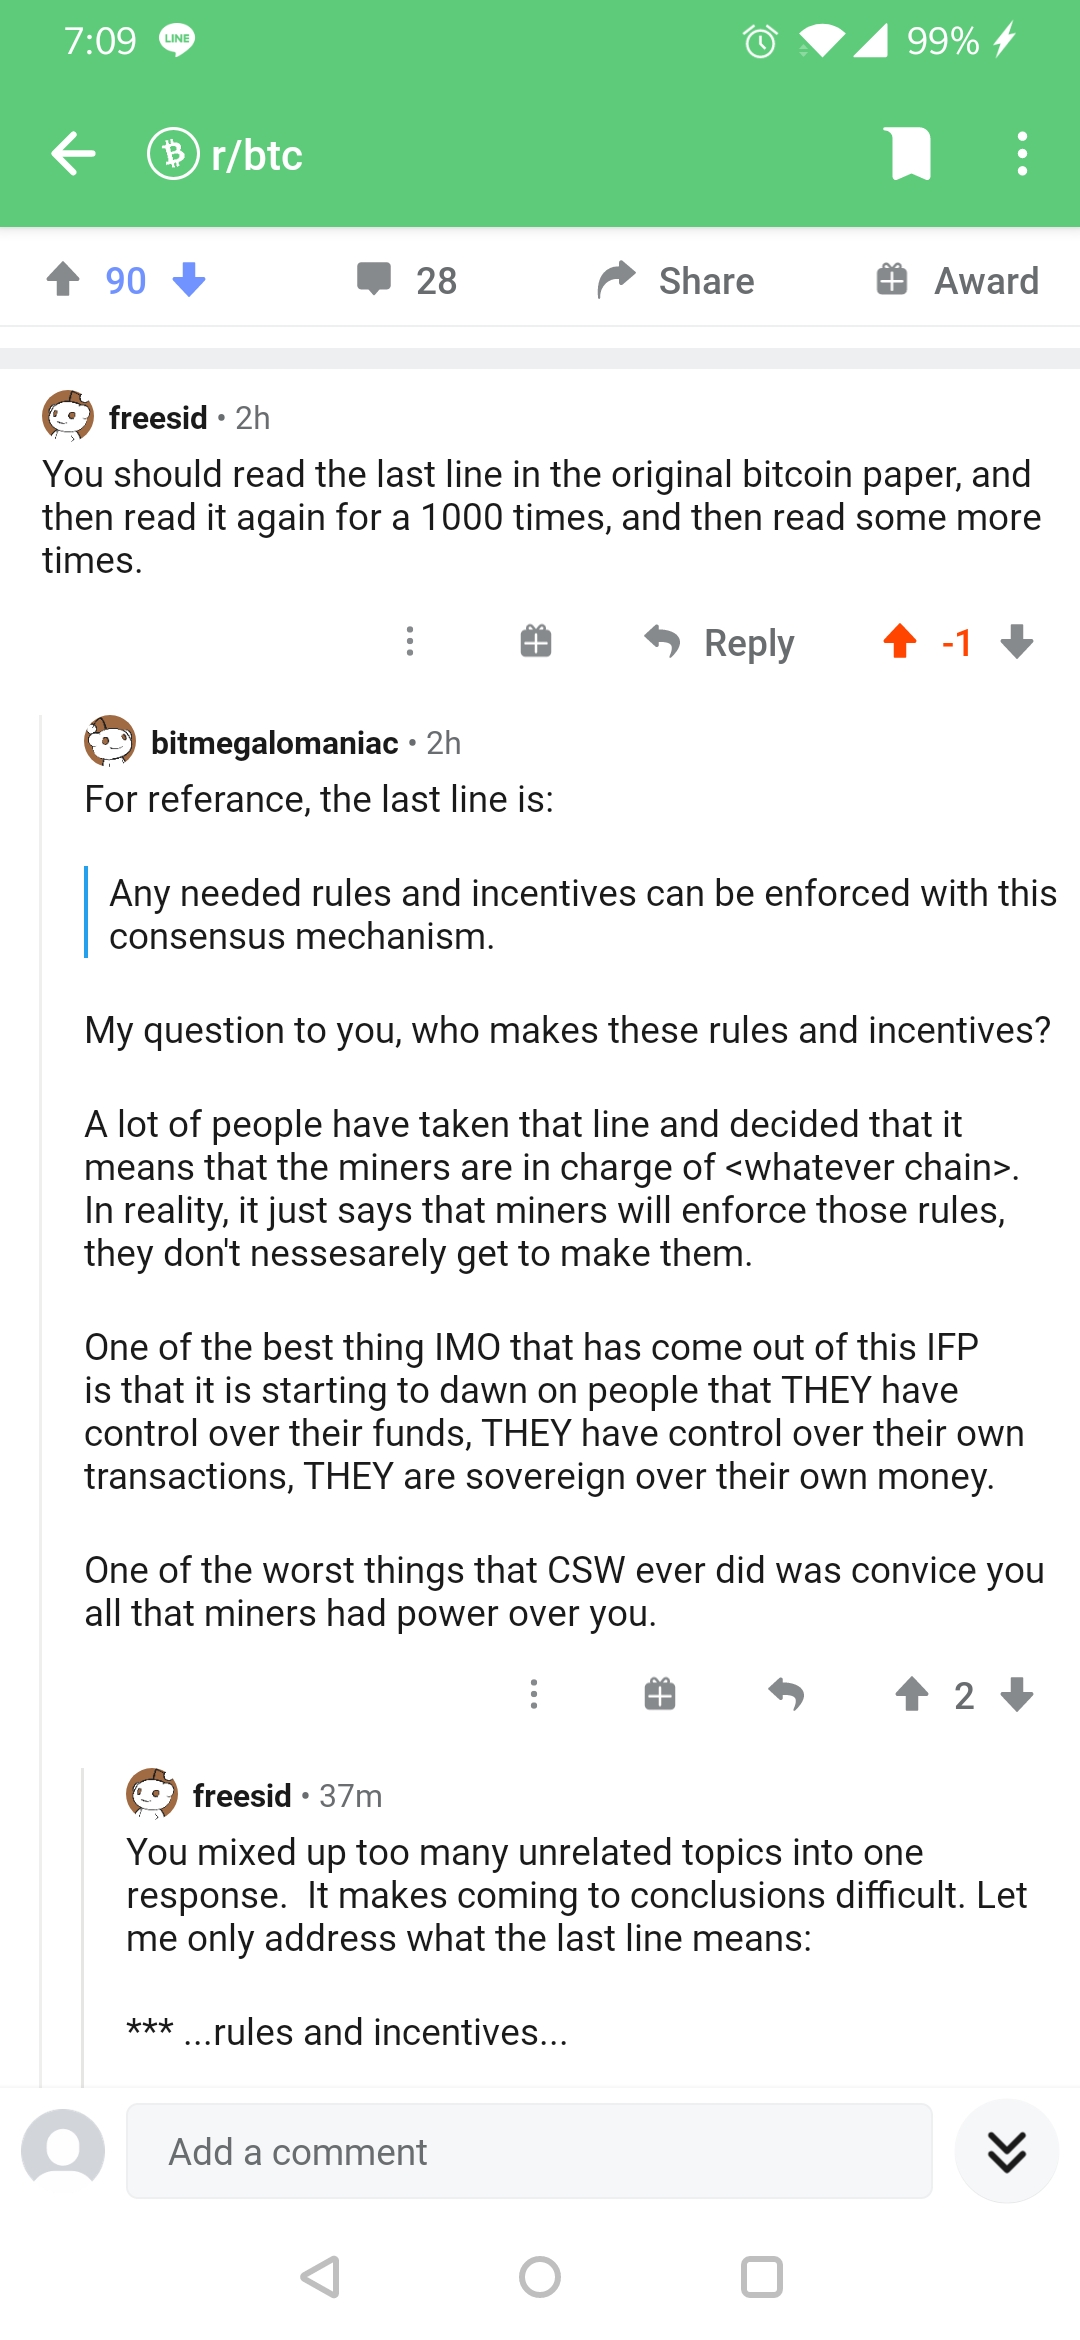 7:09 LINE 99%
r/btc
90 28 Share Award
freesid • 2h
You should read the last line in the original bitcoin paper, and
then read it again for a 1000 times, and then read some more
times.
Reply -1
bitmegalomaniac • 2h
For referance, the last line is:
Any needed rules and incentives can be enforced with this
consensus mechanism.
My question to you, who makes these rules and incentives?
A lot of people have taken that line and decided that it
means that the miners are in charge of <whatever chain>.
In reality, it just says that miners will enforce those rules,
they don't nessesarely get to make them.
One of the best thing IMO that has come out of this IFP
is that it is starting to dawn on people that THEY have
control over their funds, THEY have control over their own
transactions, THEY are sovereign over their own money.
One of the worst things that CSW ever did was convice you
all that miners had power over you.
2
freesid • 37m
You mixed up too many unrelated topics into one
response.  It makes coming to conclusions difficult. Let
me only address what the last line means:
*** ...rules and incentives...
Add a comment